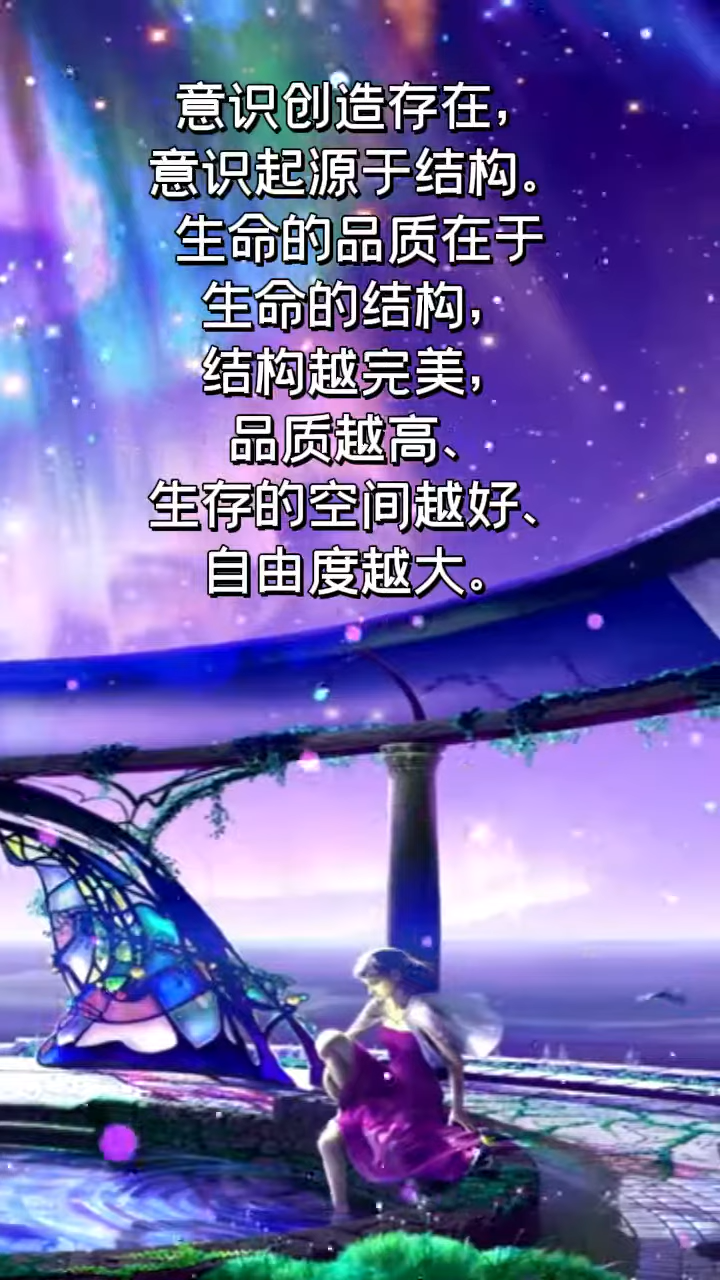 意识创造存在，
意识起源于结构。
生命的品质在于
生命的结构，
结构越完美，
品质越高、
生存的空间越好、
自由度越大。